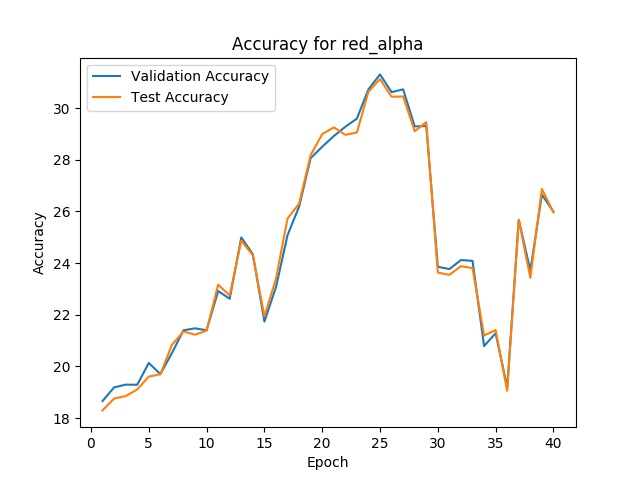 Accuracy for red_alpha
Validation Accuracy
Test Accuracy
30
28
26
24
22
20
18
Accuracy
0 5 10 15 20 25 30 35 40
Epoch